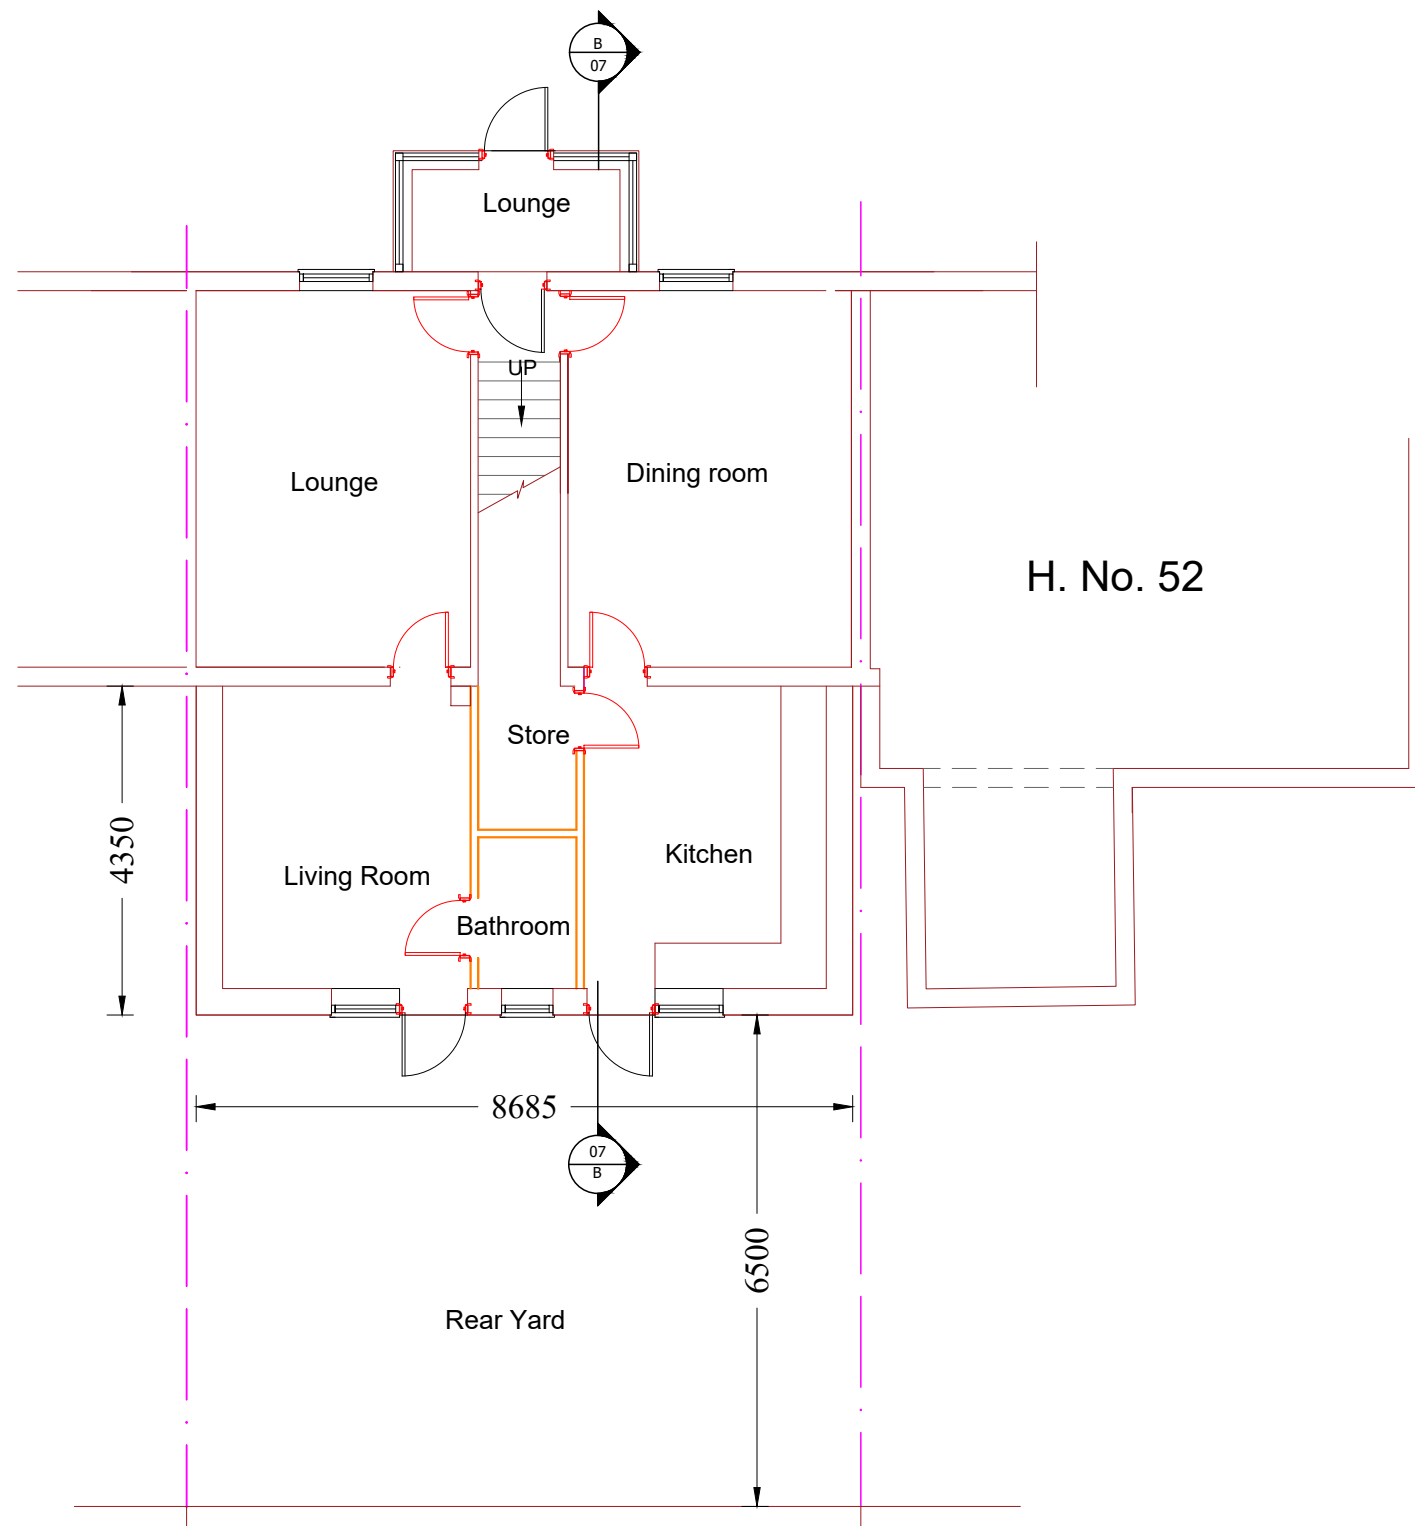 B
07
Lounge
UP
Lounge
Dining room
H. No. 52
Store
4350
Kitchen
Living Room
Bathroom
8685
07
B
6500
Rear Yard